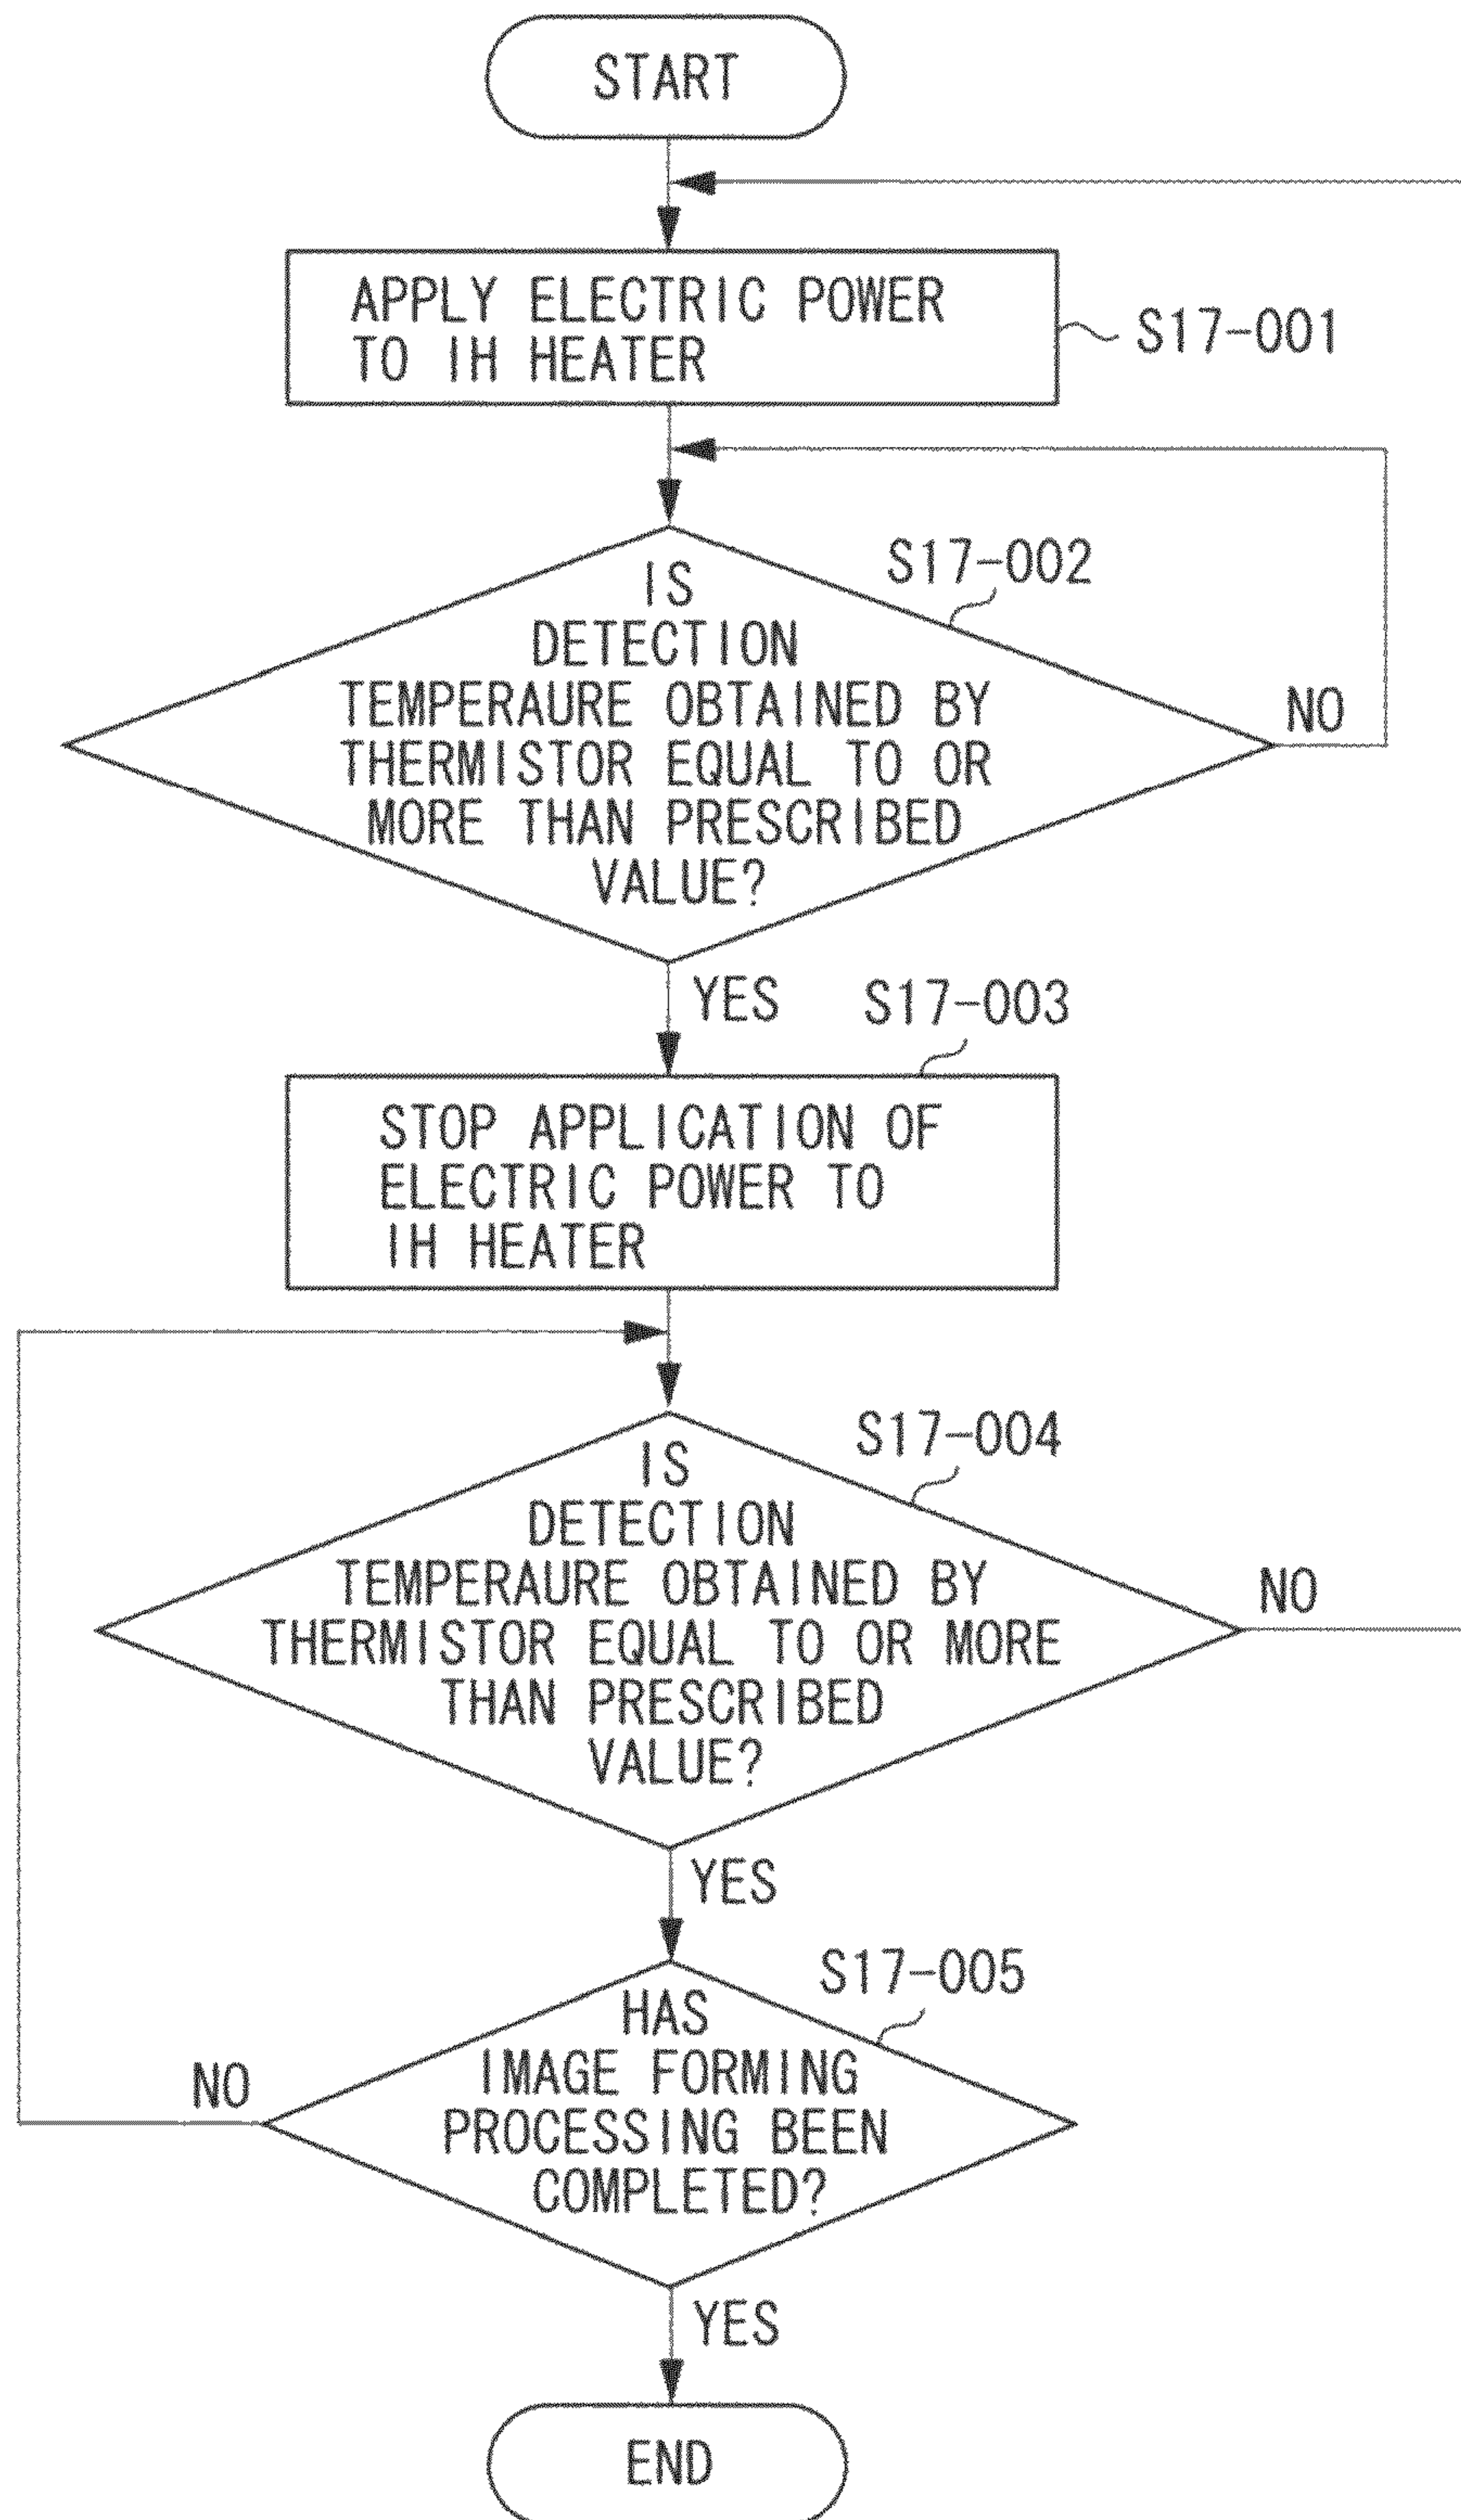 START
APPLY ELECTRIC POWER
TO IH HEATER
S17-001
S17-002
IS
DETECTION
TEMPERAURE OBTAINED BY
THERMISTOR EQUAL TO OR
MORE THAN PRESCRIBED
VALUE?
NO
YES
S17-003
STOP APPLICATION OF
ELECTRIC POWER TO
IH HEATER
S17-004
IS
DETECTION
TEMPERAURE OBTAINED BY
THERMISTOR EQUAL TO OR MORE
THAN PRESCRIBED
VALUE?
NO
YES
S17-005
HAS
IMAGE FORMING
PROCESSING BEEN
COMPLETED?
NO
YES
END